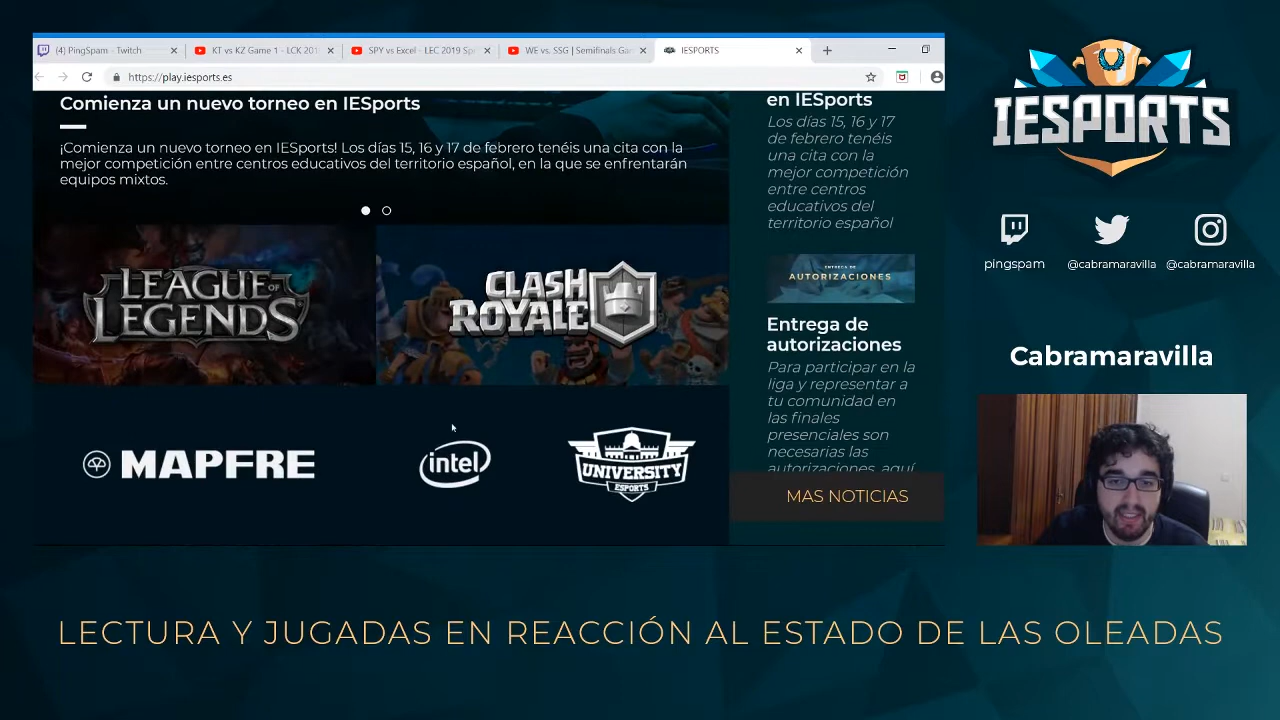 (4) PingSpam - Twitch
KT vs KZ Game 1 - LCK 201
SPY vs Excel - LEC 2019 Sp
WE vs. SSG | Semifinals Ga
IESPORTS
https://play.iesports.es
Comienza un nuevo torneo en IESports
¡Comienza un nuevo torneo en IESports! Los días 15, 16 y 17 de febrero tenéis una cita con la
mejor competición entre centros educativos del territorio español, en la que se enfrentarán
equipos mixtos.
LEAGUE OF
LEGENDS
CLASH
ROYALE
MAPFRE
intel
UNIVERSITY
ESPORTS
en IESports
Los días 15, 16 y 17
de febrero tenéis
una cita con la
mejor competición
entre centros
educativos del
territorio español
ENTREGA DE
AUTORIZACIONES
Entrega de
autorizaciones
Para participar en la
liga y representar a
tu comunidad en
las finales
presenciales son
necesarias las
autorizaciones, aquí
MAS NOTICIAS
IESPORTS
pingspam
@cabramaravilla
@cabramaravilla
Cabramaravilla
LECTURA Y JUGADAS EN REACCIÓN AL ESTADO DE LAS OLEADAS